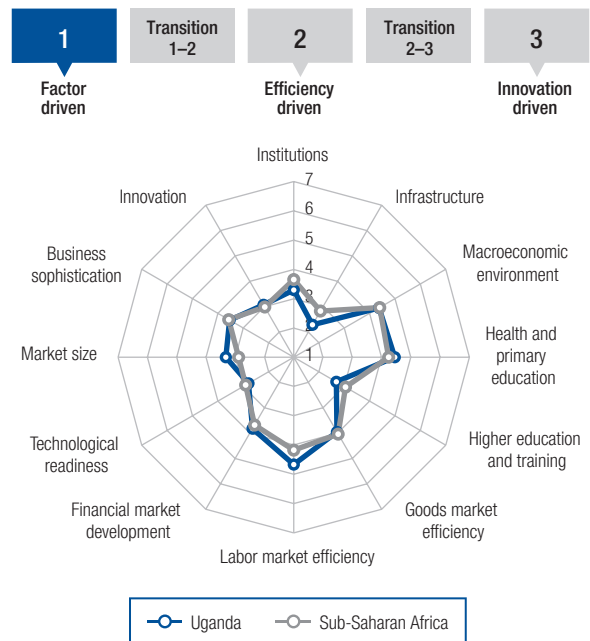 1
Transition
1–2
2
Transition
2–3
3
Factor
driven
Efficiency
driven
Innovation
driven
Institutions
Infrastructure
Macroeconomic
environment
Health and
primary
education
Higher education
and training
Goods market
efficiency
Labor market efficiency
Financial market
development
Technological
readiness
Market size
Business
sophistication
Innovation
7
6
5
4
3
2
1
Uganda
Sub-Saharan Africa